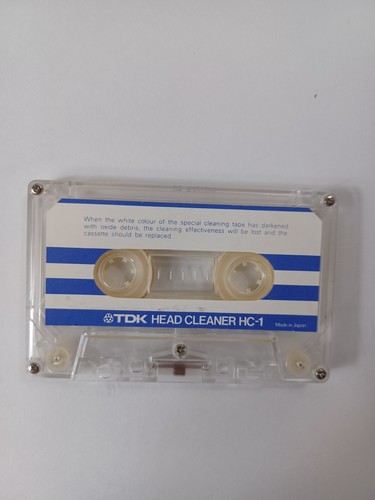 When the white colour of the special cleaning tape has darkened
with oxide debris, the cleaning effectiveness will be lost and the
cassette should be replaced
TDK HEAD CLEANER HC-1
Made in Japan